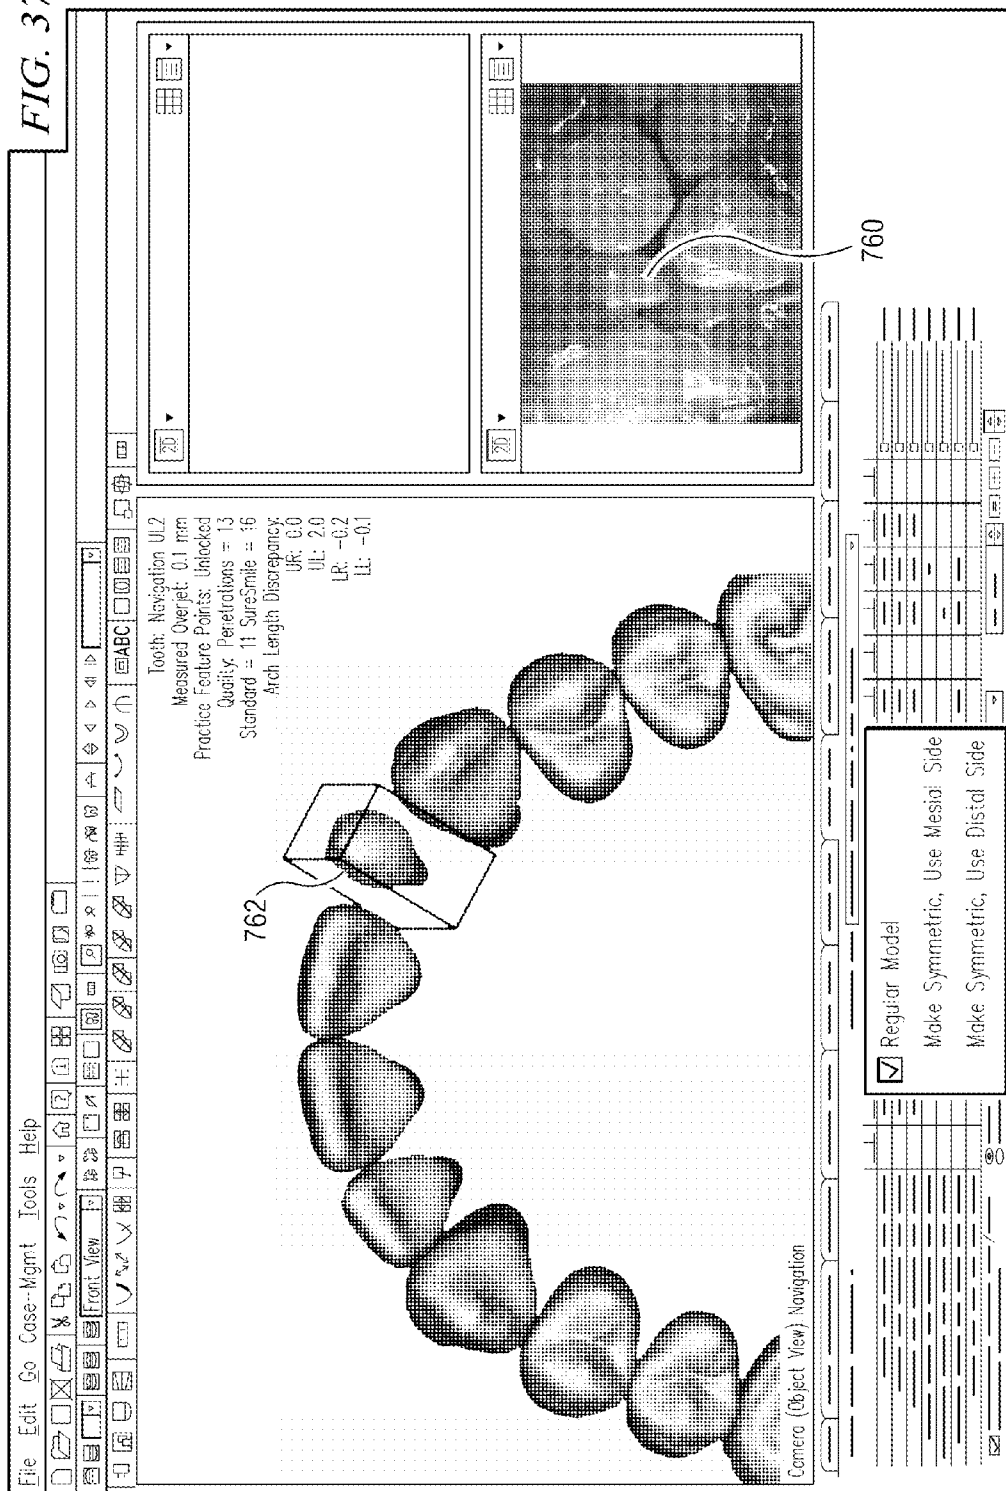 FIG. 37
File Edit Go Case--Mgmt Tools Help
Front View
ABC
Tooth: Navigation UL2
Measured Overjet: 0.1 mm
Practice Feature Points: Unlocked
Quality: Penetrations = 13
Standard = 11 SureSmile = 16
Arch Length Discrepancy:
UR: 0.0
UL: 2.0
LR: -0.2
LL: -0.1
762
Camera (Object View) Navigation
2D
2D
760
Regular Model
Make Symmetric, Use Mesial Side
Make Symmetric, Use Distal Side